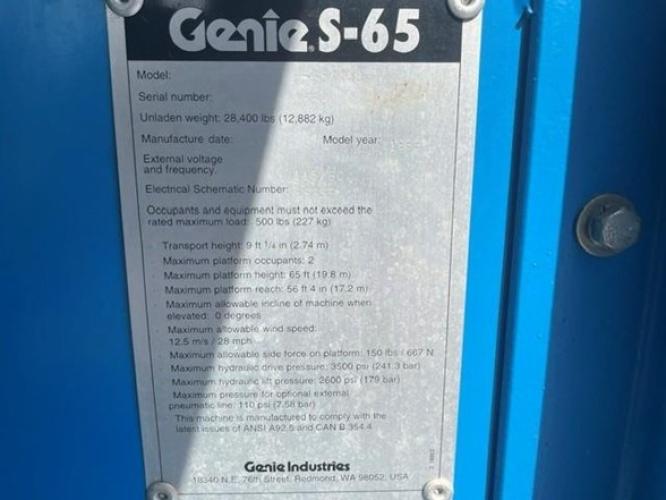 Genie S-65
Model:
Serial number:
Unladen weight: 28,400 lbs (12,882 kg)
Manufacture date: Model year:
External voltage
and frequency:
Electrical Schematic Number:
Occupants and equipment must not exceed the
rated maximum load: 500 lbs (227 kg)
· Transport height: 9 ft 1/4 in (2.74 m)
· Maximum platform occupants: 2
· Maximum platform height: 65 ft (19.8 m)
· Maximum platform reach: 56 ft 4 in (17.2 m)
· Maximum allowable incline of machine when
elevated: 0 degrees
· Maximum allowable wind speed:
12.5 m/s / 28 mph
· Maximum allowable side force on platform: 150 lbs / 667 N
· Maximum hydraulic drive pressure: 3500 psi (241.3 bar)
· Maximum hydraulic lift pressure: 2600 psi (179 bar)
· Maximum pressure for optional external
pneumatic line: 110 psi (7.58 bar)
· This machine is manufactured to comply with the
latest issues of ANSI A92.5 and CAN B 354.4
Genie Industries
18340 N.E. 76th Street, Redmond, WA 98052, USA